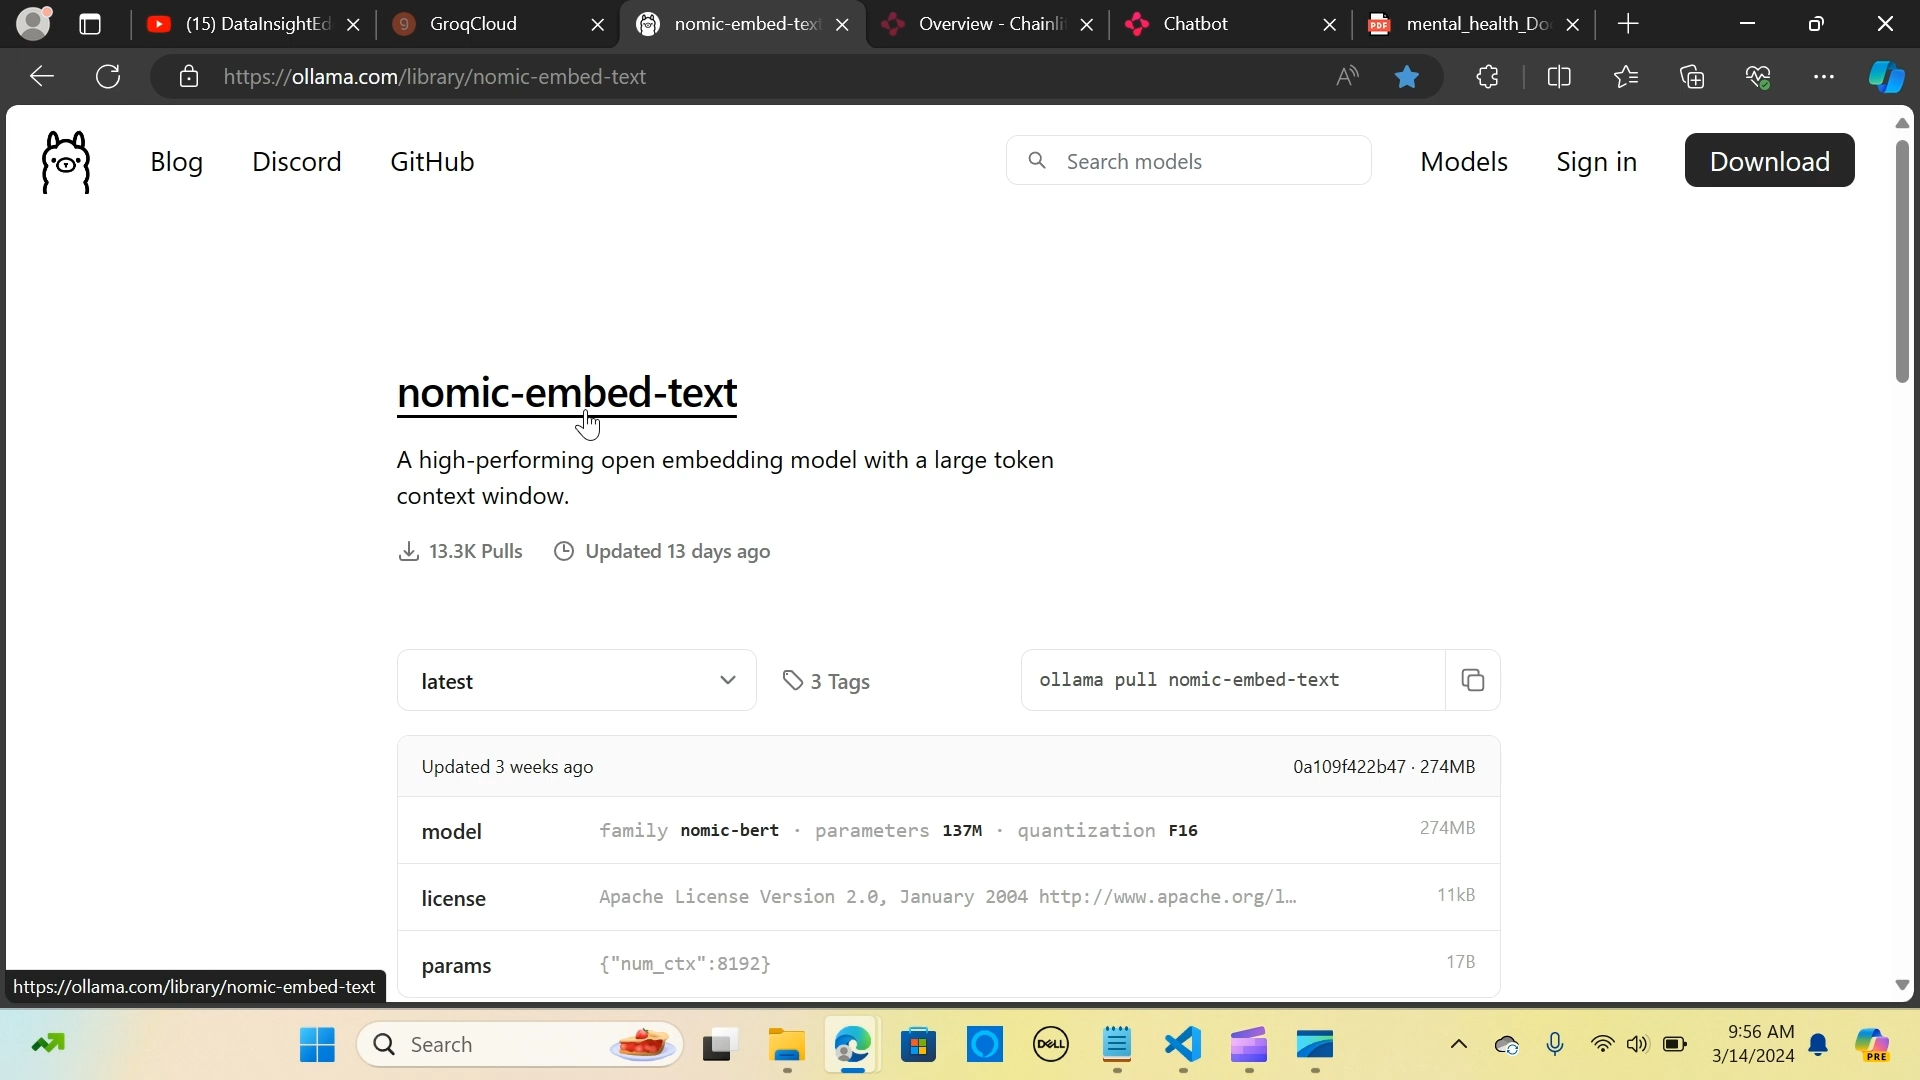 (15) DataInsightEd
GroqCloud
nomic-embed-text
Overview - Chainlit
Chatbot
mental_health_Doc
https://ollama.com/library/nomic-embed-text
Blog
Discord
GitHub
Search models
Models
Sign in
Download
nomic-embed-text
A high-performing open embedding model with a large token
context window.
13.3K Pulls
Updated 13 days ago
latest
3 Tags
ollama pull nomic-embed-text
Updated 3 weeks ago
0a109f422b47 · 274MB
model
family nomic-bert · parameters 137M · quantization F16
274MB
license
Apache License Version 2.0, January 2004 http://www.apache.org/l…
11kB
params
{"num_ctx":8192}
17B
https://ollama.com/library/nomic-embed-text
Search
DELL
9:56 AM
3/14/2024
PRE